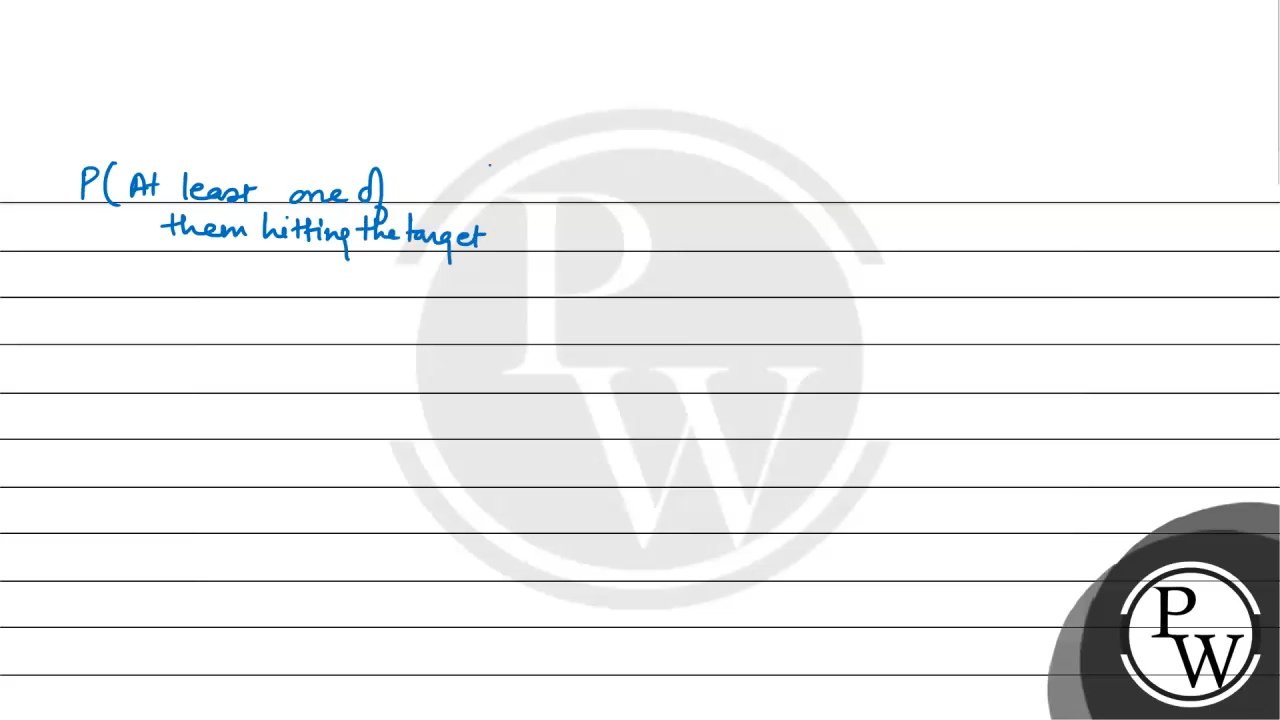 P( At least one of
them hitting the target
P
W
P
W